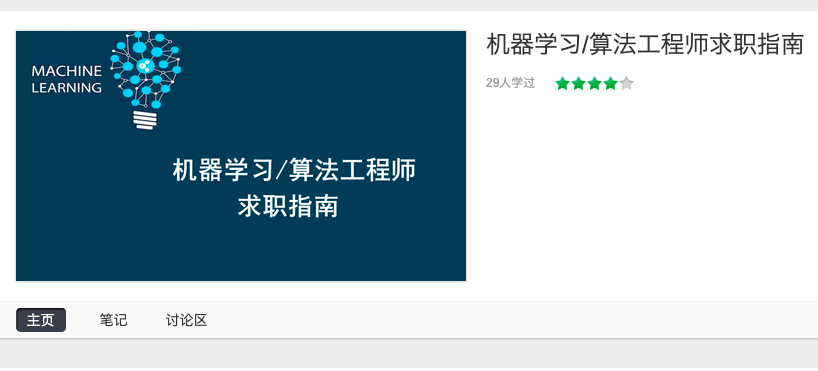 MACHINE
LEARNING
机器学习/算法工程师
求职指南
机器学习/算法工程师求职指南
29人学过
主页 笔记 讨论区